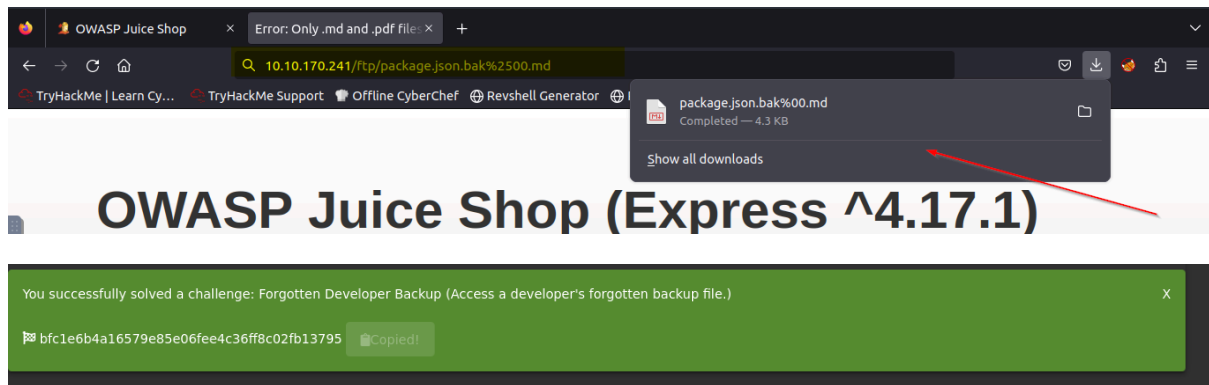 OWASP Juice Shop
Error: Only .md and .pdf files
10.10.170.241/ftp/package.json.bak%2500.md
TryHackMe | Learn Cy...
TryHackMe Support
Offline CyberChef
Revshell Generator
package.json.bak%00.md
Completed — 4.3 KB
Show all downloads
OWASP Juice Shop (Express ^4.17.1)
You successfully solved a challenge: Forgotten Developer Backup (Access a developer's forgotten backup file.)
X
bfc1e6b4a16579e85e06fee4c36ff8c02fb13795
Copied!